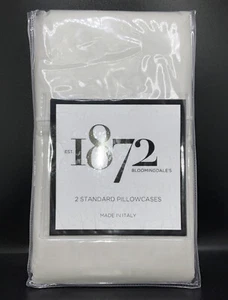 EST. 1872
BLOOMINGDALE'S
2 STANDARD PILLOWCASES
MADE IN ITALY